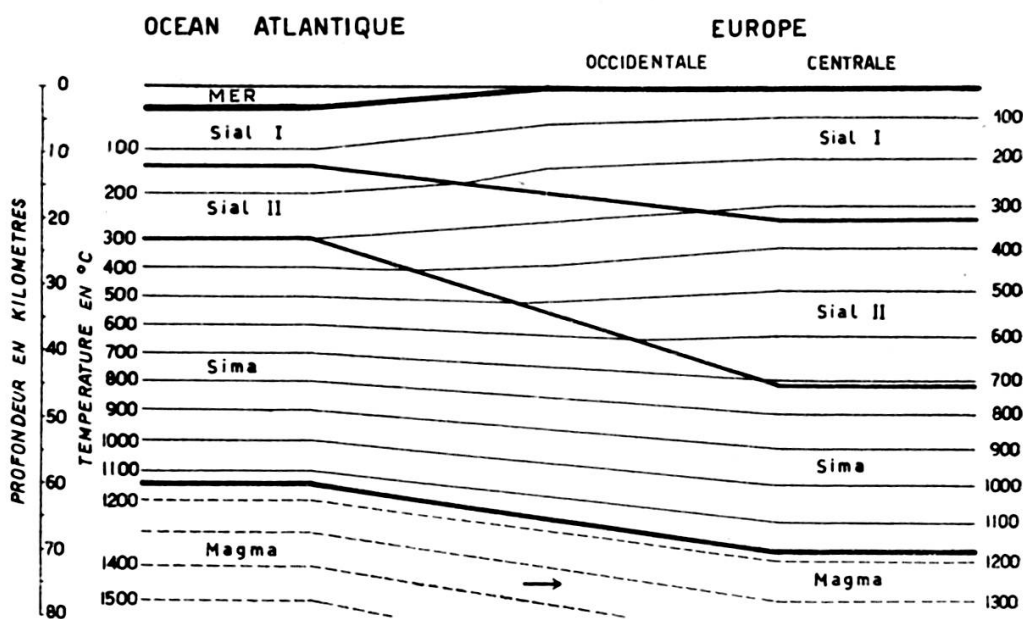 OCEAN ATLANTIQUE
EUROPE
OCCIDENTALE
CENTRALE
PROFONDEUR EN KILOMETRES
0
10
20
30
40
50
60
70
80
TEMPERATURE EN °C
100
200
300
400
500
600
700
800
900
1000
1100
1200
1400
1500
MER
Sial I
Sial II
Sima
Magma
Sial I
Sial II
Sima
Magma
100
200
300
400
500
600
700
800
900
1000
1100
1200
1300